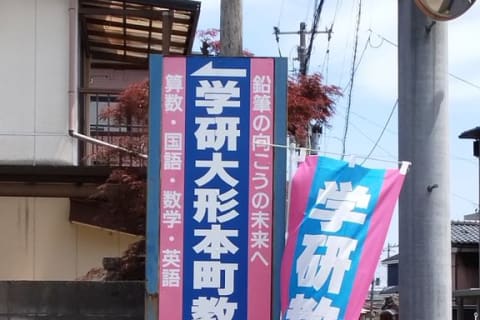 鉛筆の向こうの未来へ
学研大形本町教
算数・国語・数学・英語
学研教